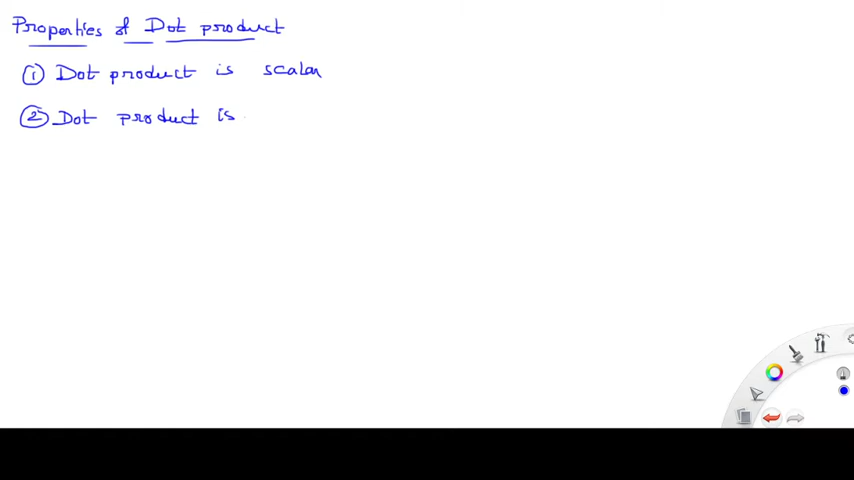 Properties of Dot product
① Dot product is scalar
② Dot product is